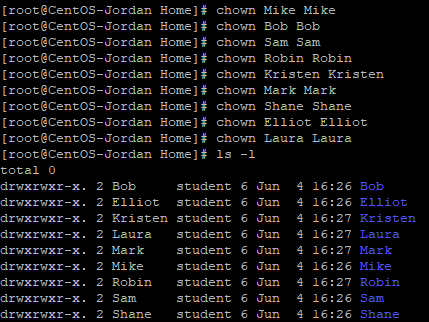 [root@CentOS-Jordan Home]# chown Mike Mike
[root@CentOS-Jordan Home]# chown Bob Bob
[root@CentOS-Jordan Home]# chown Sam Sam
[root@CentOS-Jordan Home]# chown Robin Robin
[root@CentOS-Jordan Home]# chown Kristen Kristen
[root@CentOS-Jordan Home]# chown Mark Mark
[root@CentOS-Jordan Home]# chown Shane Shane
[root@CentOS-Jordan Home]# chown Elliot Elliot
[root@CentOS-Jordan Home]# chown Laura Laura
[root@CentOS-Jordan Home]# ls -l
total 0
drwxrwxr-x. 2 Bob     student 6 Jun  4 16:26 Bob
drwxrwxr-x. 2 Elliot  student 6 Jun  4 16:26 Elliot
drwxrwxr-x. 2 Kristen student 6 Jun  4 16:27 Kristen
drwxrwxr-x. 2 Laura   student 6 Jun  4 16:27 Laura
drwxrwxr-x. 2 Mark    student 6 Jun  4 16:27 Mark
drwxrwxr-x. 2 Mike    student 6 Jun  4 16:26 Mike
drwxrwxr-x. 2 Robin   student 6 Jun  4 16:27 Robin
drwxrwxr-x. 2 Sam     student 6 Jun  4 16:26 Sam
drwxrwxr-x. 2 Shane   student 6 Jun  4 16:26 Shane